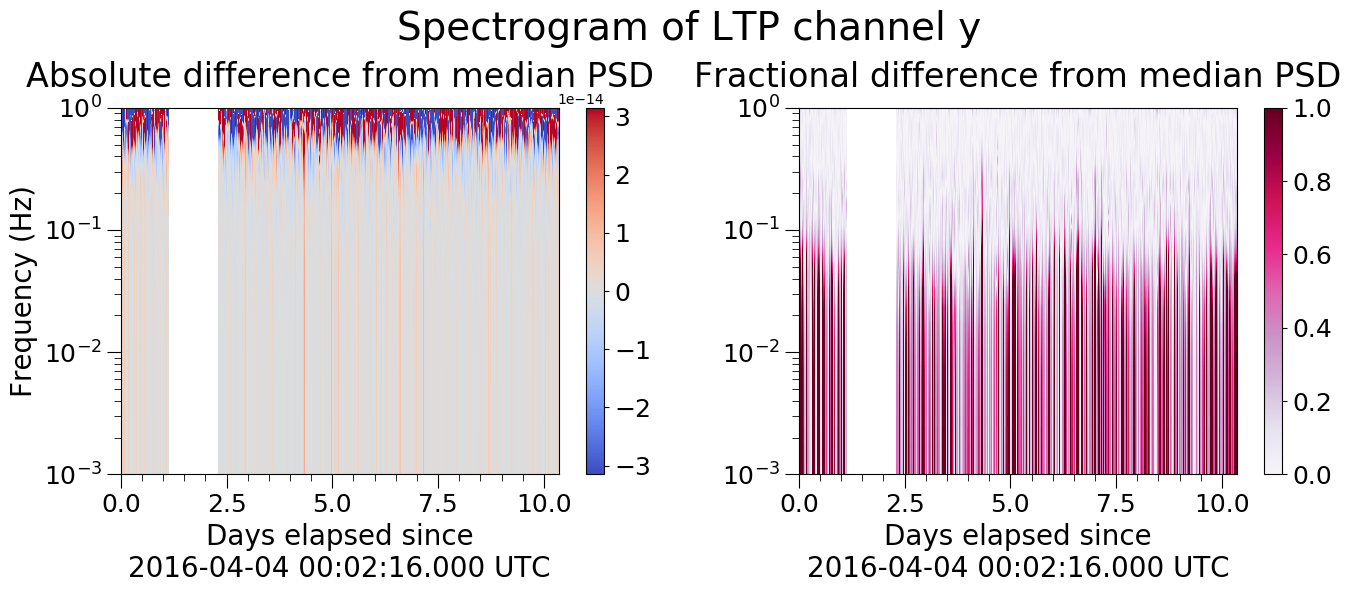 Spectrogram of LTP channel y
Absolute difference from median PSD
1e−14
Frequency (Hz)
10⁰
10⁻¹
10⁻²
10⁻³
0.0 2.5 5.0 7.5 10.0
Days elapsed since
2016-04-04 00:02:16.000 UTC
3
2
1
0
−1
−2
−3
Fractional difference from median PSD
10⁰
10⁻¹
10⁻²
10⁻³
0.0 2.5 5.0 7.5 10.0
Days elapsed since
2016-04-04 00:02:16.000 UTC
1.0
0.8
0.6
0.4
0.2
0.0